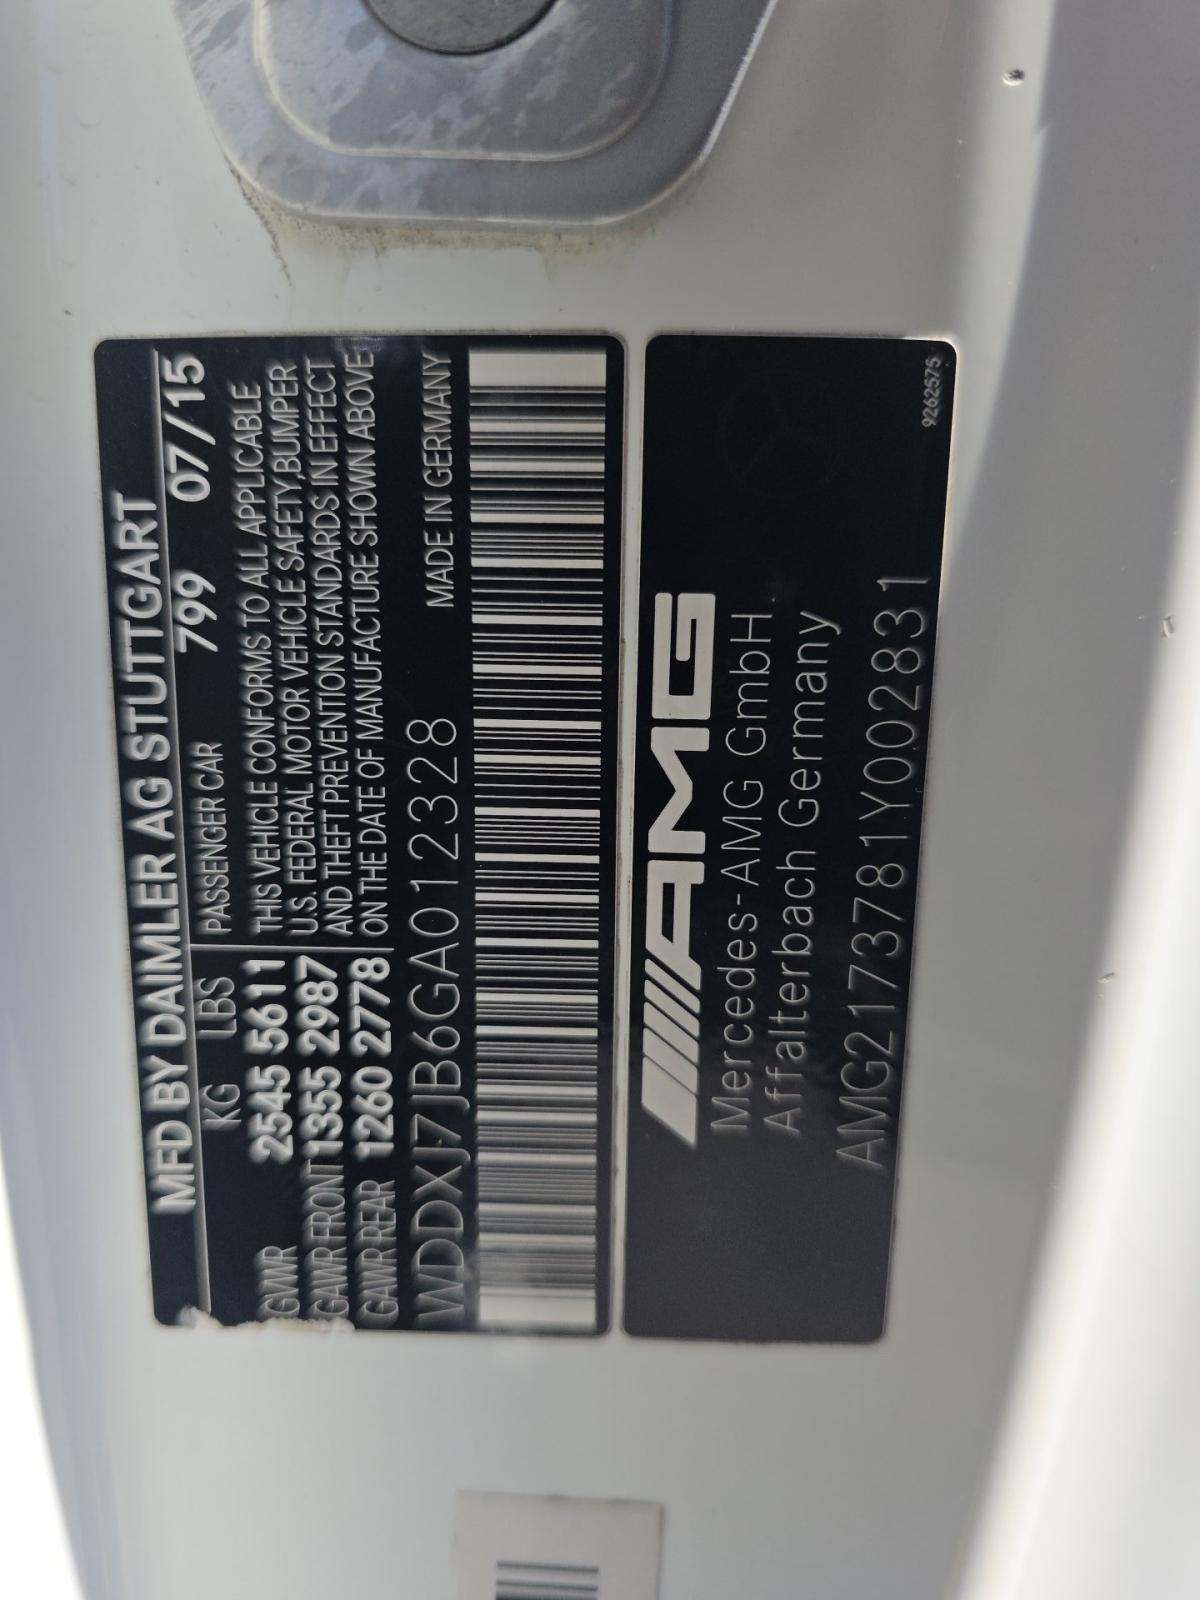 MFD BY DAIMLER AG STUTTGART
KG LBS PASSENGER CAR 799 07/15
GVWR 2545 5611 THIS VEHICLE CONFORMS TO ALL APPLICABLE
GAWR FRONT 1355 2987 U.S. FEDERAL MOTOR VEHICLE SAFETY,BUMPER
AND THEFT PREVENTION STANDARDS IN EFFECT
GAWR REAR 1260 2778 ON THE DATE OF MANUFACTURE SHOWN ABOVE
WDDXJ7JB6GA012328 MADE IN GERMANY
AMG
Mercedes-AMG GmbH
Affalterbach Germany
AMG2173781Y002831
9262575